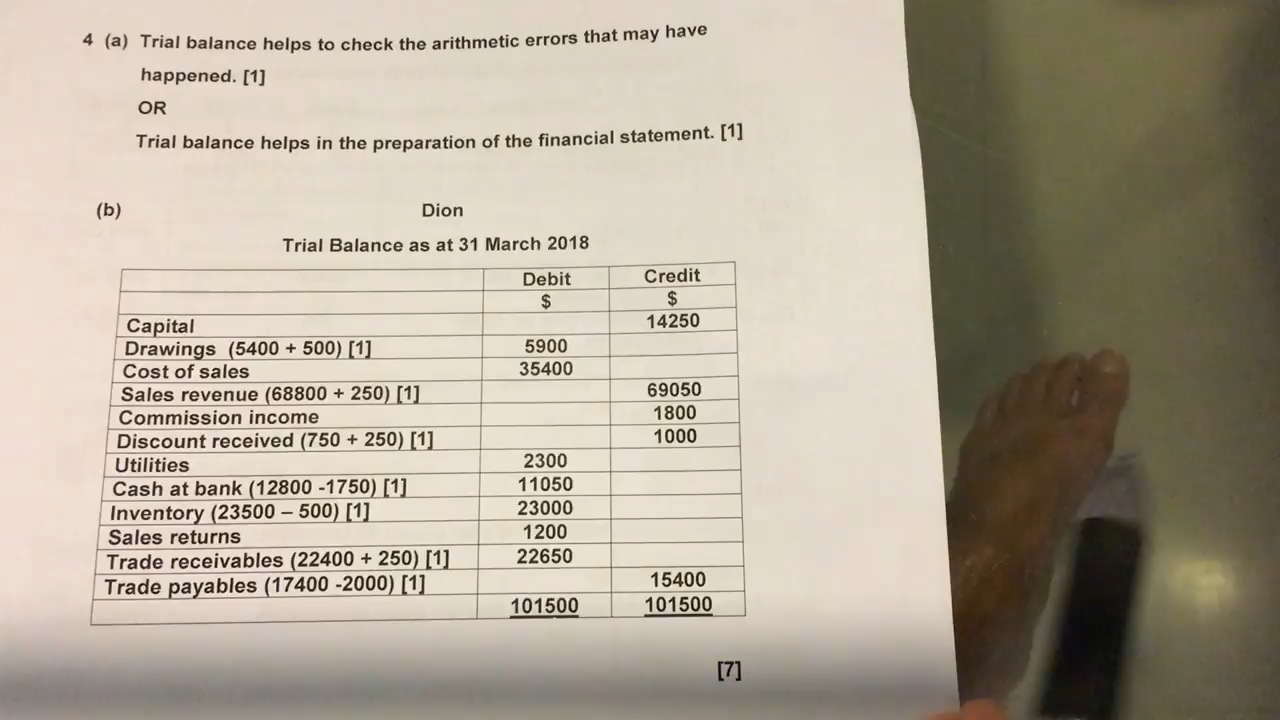 4 (a) Trial balance helps to check the arithmetic errors that may have
happened. [1]
OR
Trial balance helps in the preparation of the financial statement. [1]
(b) Dion
Trial Balance as at 31 March 2018
Debit Credit
$ $
Capital 14250
Drawings (5400 + 500) [1] 5900
Cost of sales 35400
Sales revenue (68800 + 250) [1] 69050
Commission income 1800
Discount received (750 + 250) [1] 1000
Utilities 2300
Cash at bank (12800 -1750) [1] 11050
Inventory (23500 – 500) [1] 23000
Sales returns 1200
Trade receivables (22400 + 250) [1] 22650
Trade payables (17400 -2000) [1] 15400
101500 101500
[7]